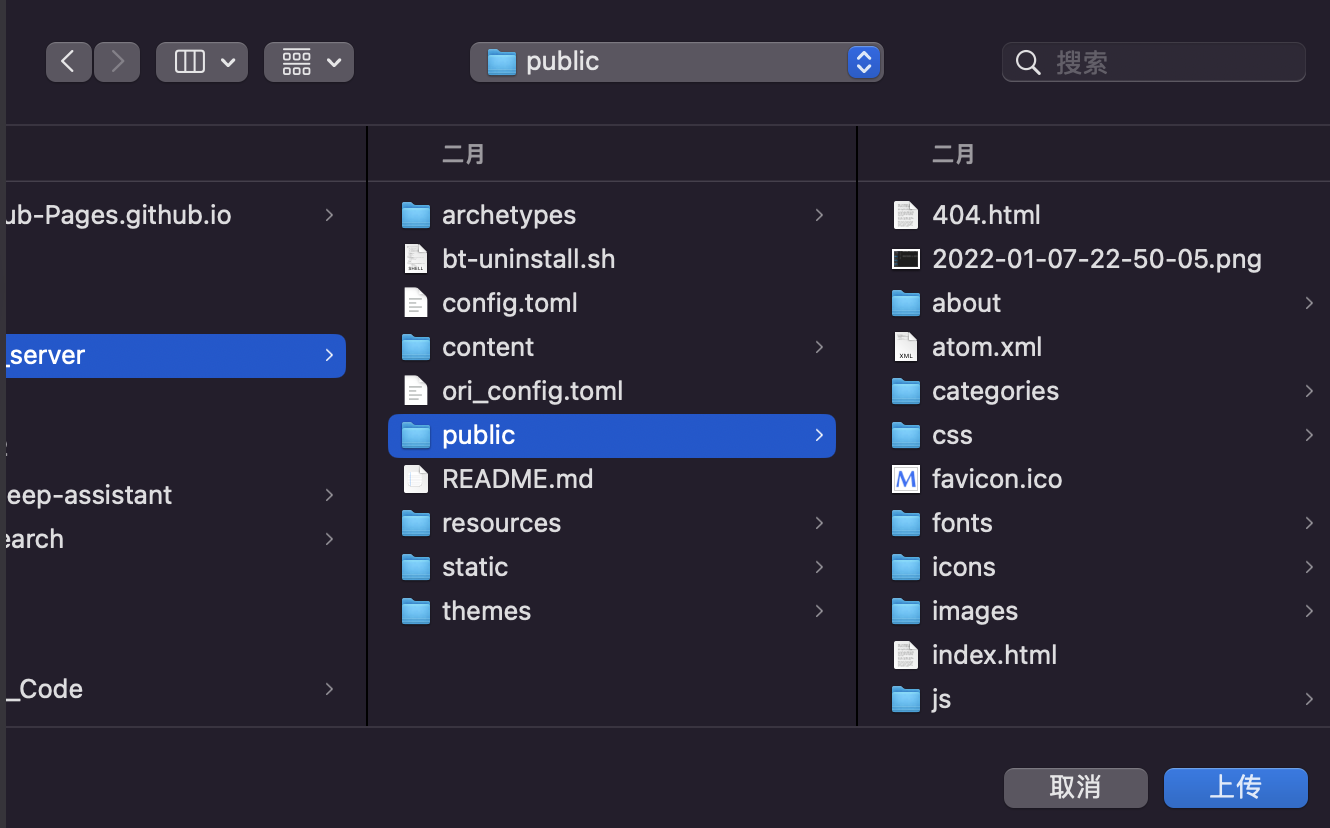 public
搜索
ub-Pages.github.io
_server
eep-assistant
earch
_Code
二月
archetypes
bt-uninstall.sh
config.toml
content
ori_config.toml
public
README.md
resources
static
themes
二月
404.html
2022-01-07-22-50-05.png
about
atom.xml
categories
css
favicon.ico
fonts
icons
images
index.html
js
取消
上传